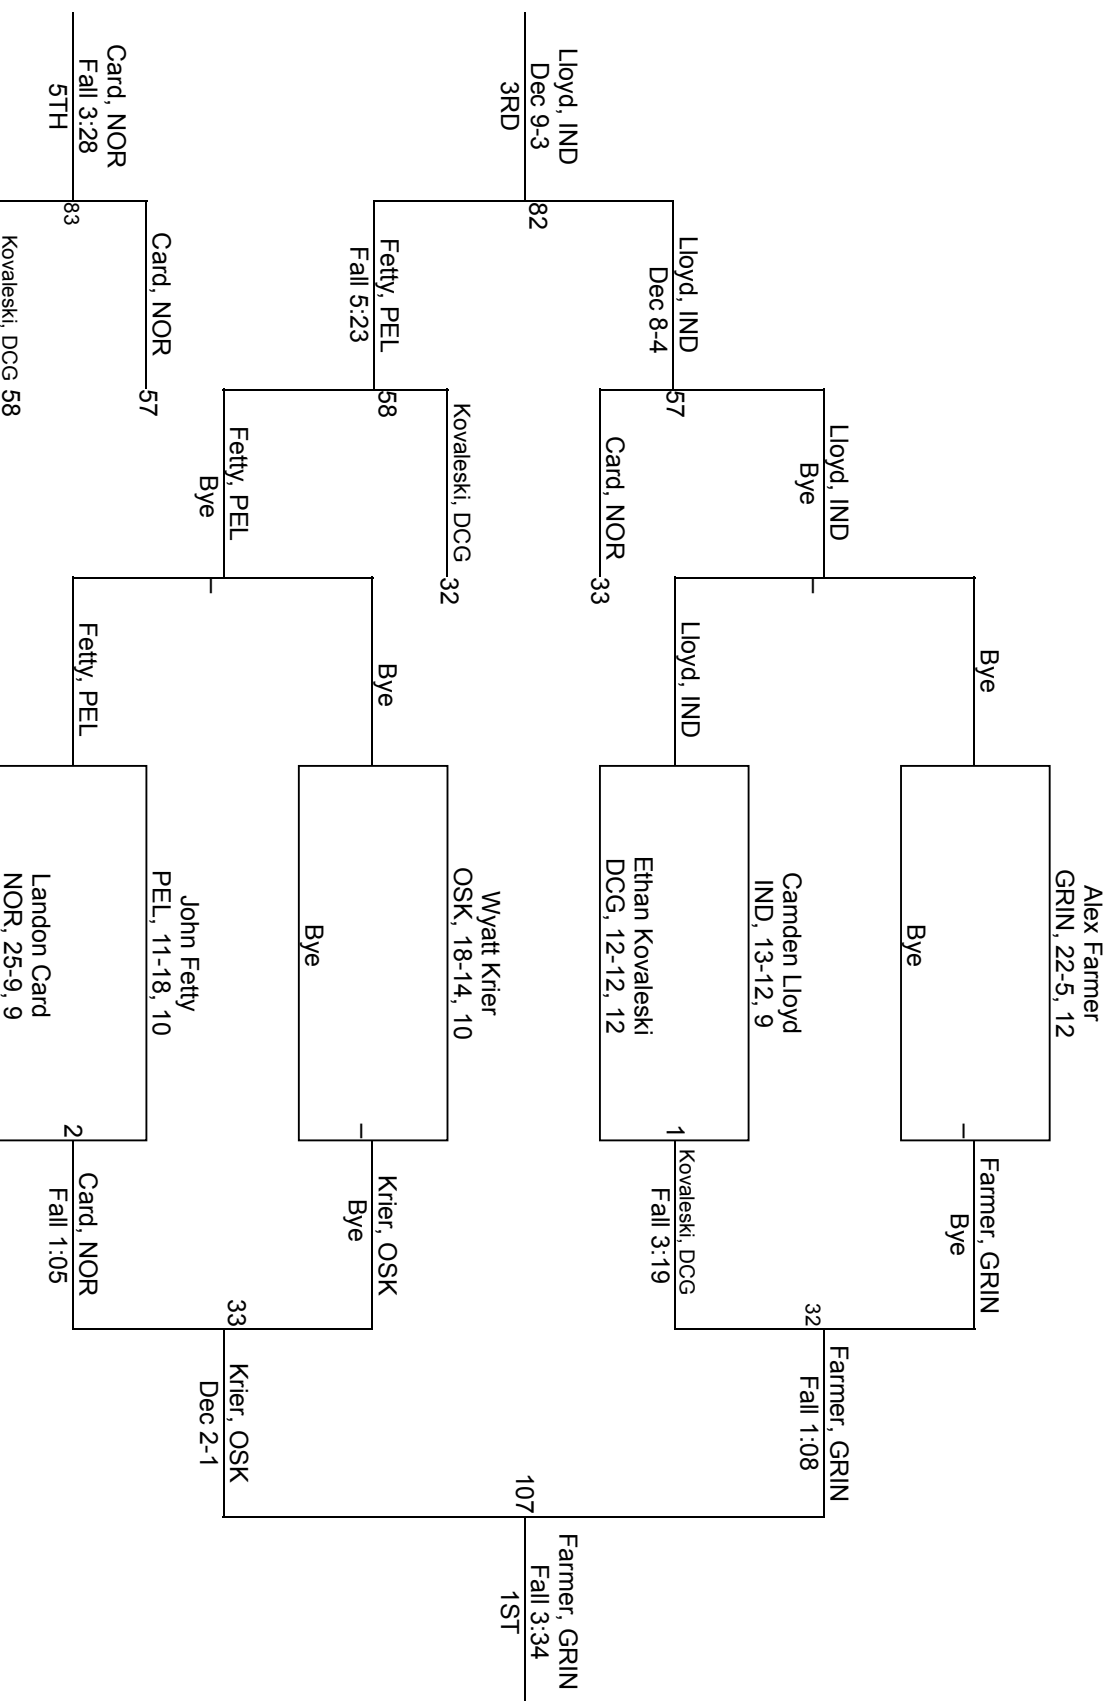 Alex Farmer
GRIN, 22-5, 12
Bye
–
Farmer, GRIN
Bye
Bye
Camden Lloyd
IND, 13-12, 9
Ethan Kovaleski
DCG, 12-12, 12
1
Kovaleski, DCG
Fall 3:19
Lloyd, IND
32
Farmer, GRIN
Fall 1:08
Lloyd, IND
Bye
–
Card, NOR
33
Lloyd, IND
Dec 8-4
57
Wyatt Krier
OSK, 18-14, 10
Bye
–
Krier, OSK
Bye
Bye
John Fetty
PEL, 11-18, 10
Landon Card
NOR, 25-9, 9
2
Card, NOR
Fall 1:05
Fetty, PEL
33
Krier, OSK
Dec 2-1
Fetty, PEL
Bye
–
Kovaleski, DCG
32
Fetty, PEL
Fall 5:23
58
107
Farmer, GRIN
Fall 3:34
1ST
Lloyd, IND
Dec 9-3
3RD
82
Card, NOR
57
Card, NOR
Fall 3:28
5TH
83
Kovaleski, DCG 58